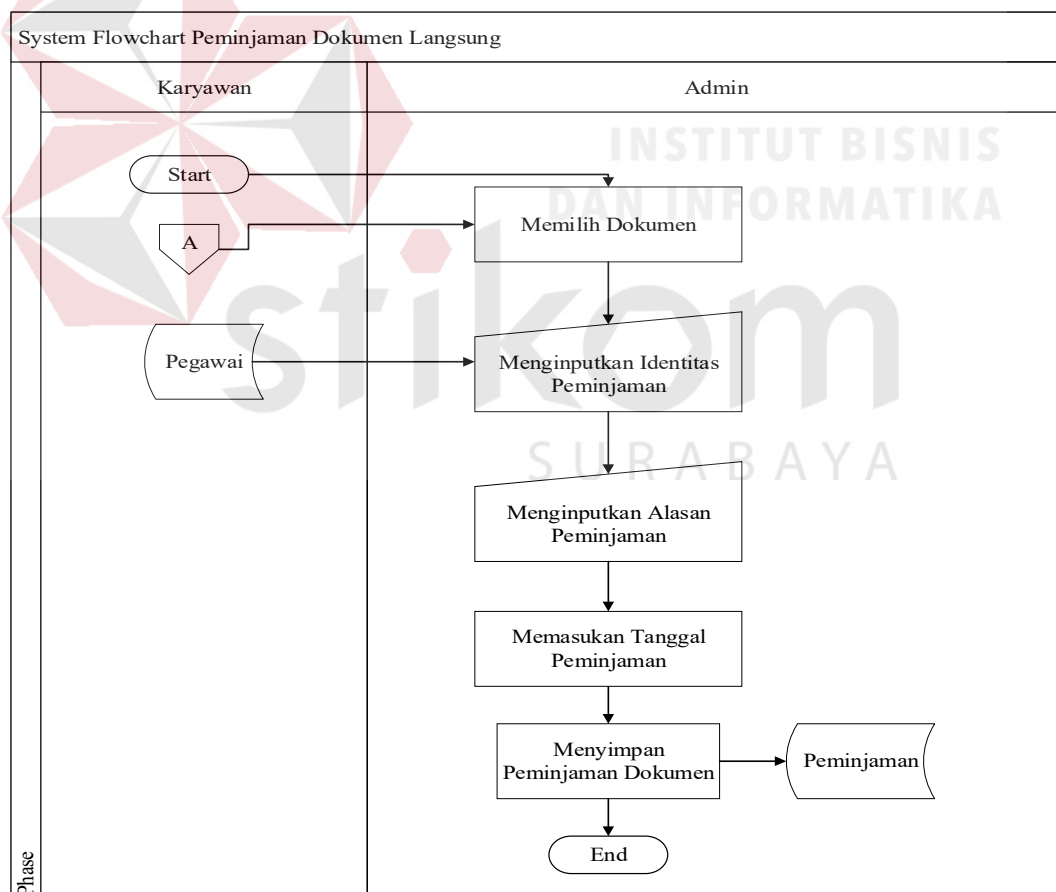 System Flowchart Peminjaman Dokumen Langsung
Karyawan
Admin
INSTITUT BISNIS
DAN INFORMATIKA
Start
Memilih Dokumen
A
stikom
SURABAYA
Pegawai
Menginputkan Identitas
Peminjaman
Menginputkan Alasan
Peminjaman
Memasukan Tanggal
Peminjaman
Menyimpan
Peminjaman Dokumen
Peminjaman
End
Phase